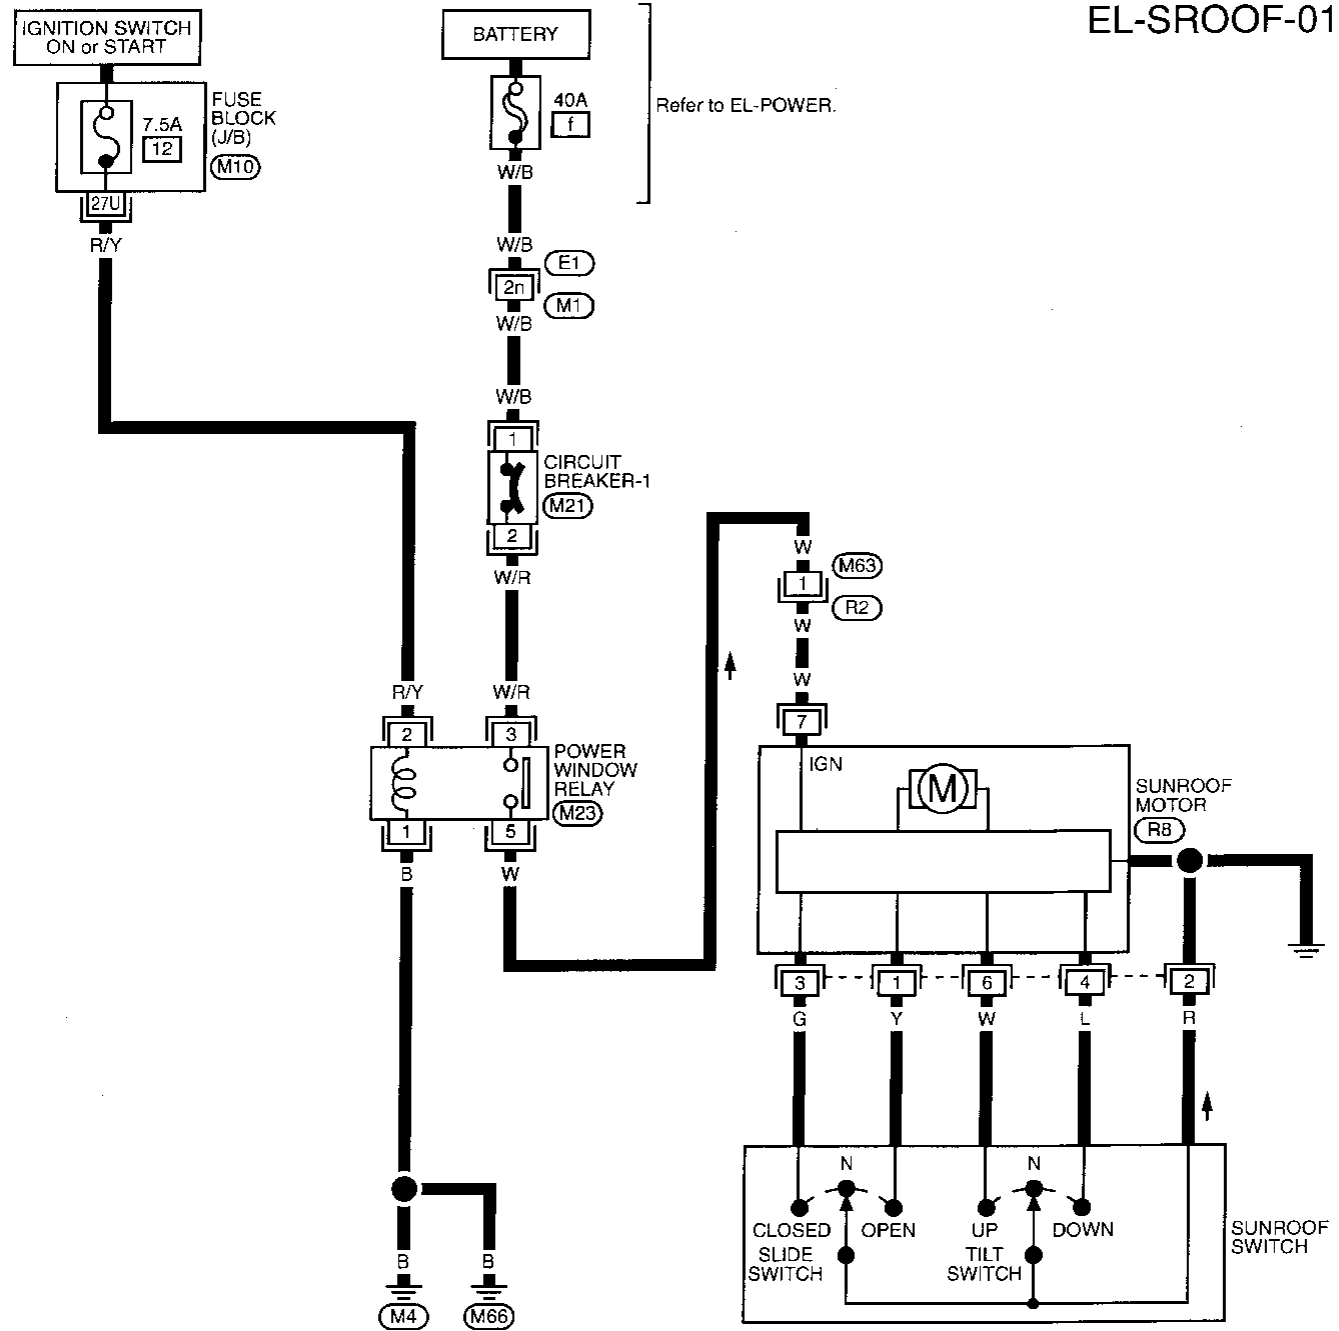 EL-SROOF-01
IGNITION SWITCH
ON or START
BATTERY
FUSE
BLOCK
(J/B)
M10
7.5A
12
27U
R/Y
40A
f
Refer to EL-POWER.
W/B
W/B
E1
2n
M1
W/B
W/B
1
CIRCUIT
BREAKER-1
M21
2
W/R
W
M63
1
R2
W
W
7
R/Y
W/R
2
3
POWER
WINDOW
RELAY
M23
1
5
B
W
IGN
M
SUNROOF
MOTOR
R8
3
1
6
4
2
G
Y
W
L
R
N
N
CLOSED
OPEN
UP
DOWN
SLIDE
SWITCH
TILT
SWITCH
SUNROOF
SWITCH
B
B
M4
M66